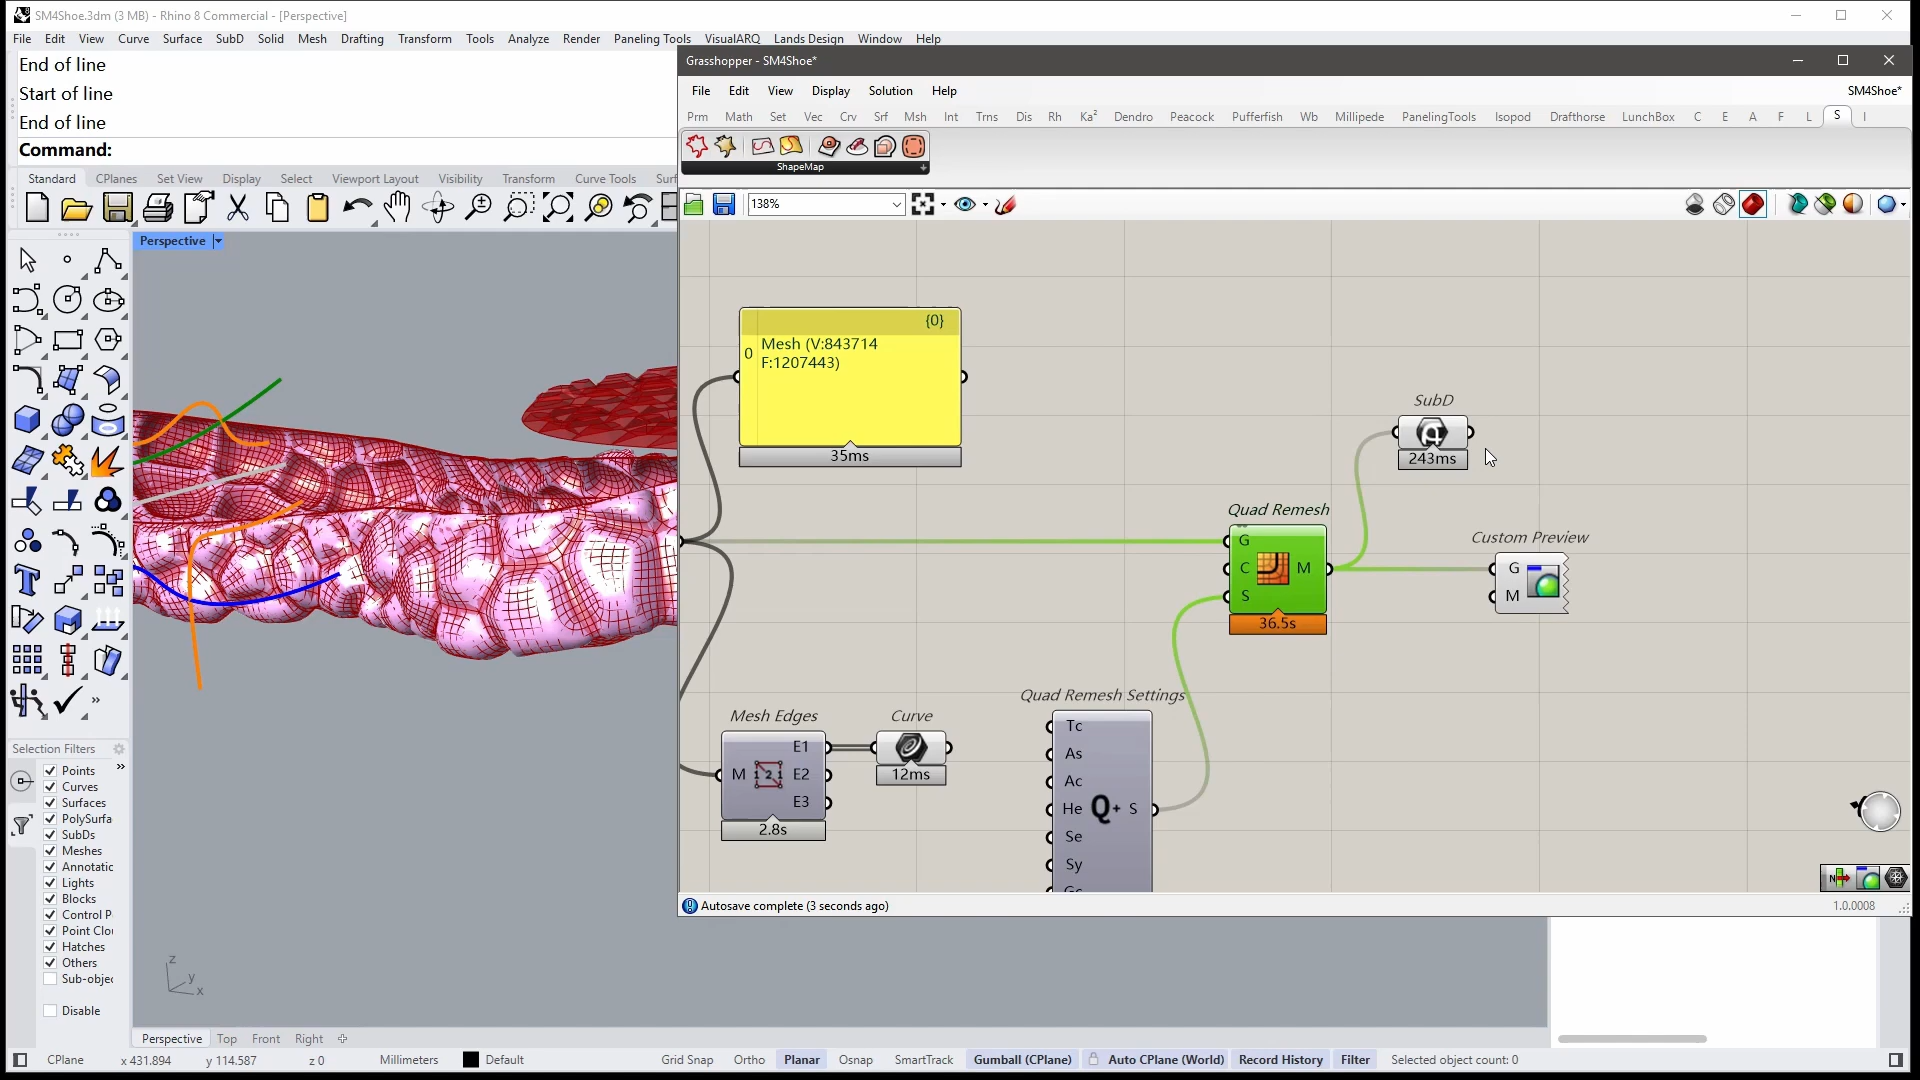 SM4Shoe.3dm (3 MB) - Rhino 8 Commercial - [Perspective]
File Edit View Curve Surface SubD Solid Mesh Drafting Transform Tools Analyze Render Paneling Tools VisualARQ Lands Design Window Help
End of line
Start of line
End of line
Command:
Standard CPlanes Set View Display Select Viewport Layout Visibility Transform Curve Tools Surf
Perspective
Grasshopper - SM4Shoe*
File Edit View Display Solution Help SM4Shoe*
Prm Math Set Vec Crv Srf Msh Int Trns Dis Rh Ka² Dendro Peacock Pufferfish Wb Millipede PanelingTools Isopod Drafthorse LunchBox C E A F L S I
ShapeMap
138%
{0}
0 Mesh (V:843714
F:1207443)
35ms
SubD
243ms
Quad Remesh
G
C M
S
36.5s
Custom Preview
G
M
Quad Remesh Settings
Tc
As
Ac
He Q+ S
Se
Sy
Mesh Edges
E1
M 1 2 1 E2
E3
2.8s
Curve
12ms
Autosave complete (3 seconds ago)
1.0.0008
Selection Filters
Points
Curves
Surfaces
PolySurfa
SubDs
Meshes
Annotatic
Lights
Blocks
Control P
Point Clou
Hatches
Others
Sub-objec
Disable
z
y
x
Perspective Top Front Right
CPlane x 431.894 y 114.587 z 0 Millimeters Default Grid Snap Ortho Planar Osnap SmartTrack Gumball (CPlane) Auto CPlane (World) Record History Filter Selected object count: 0